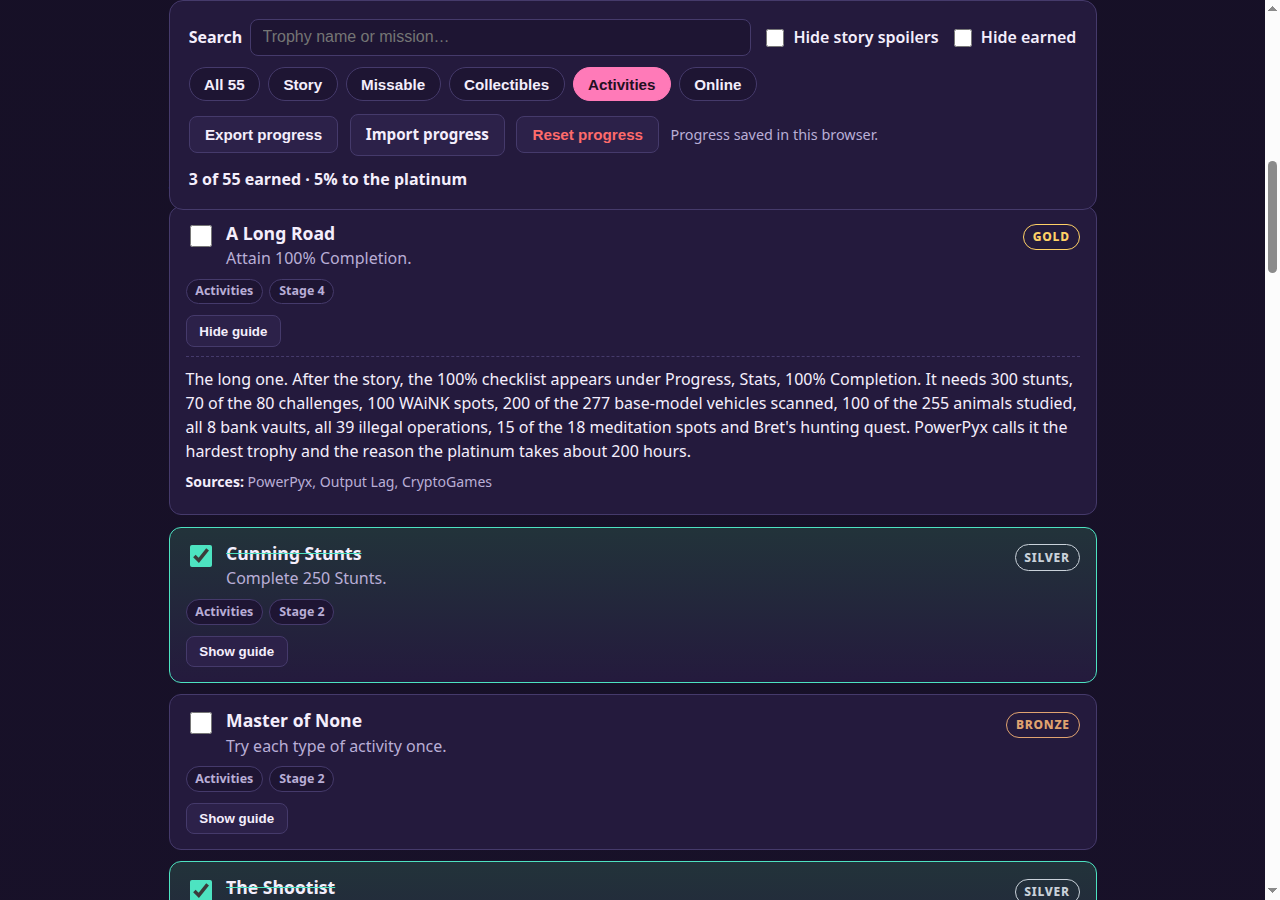 Search Trophy name or mission… Hide story spoilers Hide earned
All 55 Story Missable Collectibles Activities Online
Export progress Import progress Reset progress Progress saved in this browser.
3 of 55 earned · 5% to the platinum
A Long Road GOLD
Attain 100% Completion.
Activities Stage 4
Hide guide
The long one. After the story, the 100% checklist appears under Progress, Stats, 100% Completion. It needs 300 stunts,
70 of the 80 challenges, 100 WAiNK spots, 200 of the 277 base-model vehicles scanned, 100 of the 255 animals studied,
all 8 bank vaults, all 39 illegal operations, 15 of the 18 meditation spots and Bret's hunting quest. PowerPyx calls it the
hardest trophy and the reason the platinum takes about 200 hours.
Sources: PowerPyx, Output Lag, CryptoGames
Cunning Stunts SILVER
Complete 250 Stunts.
Activities Stage 2
Show guide
Master of None BRONZE
Try each type of activity once.
Activities Stage 2
Show guide
The Shootist SILVER